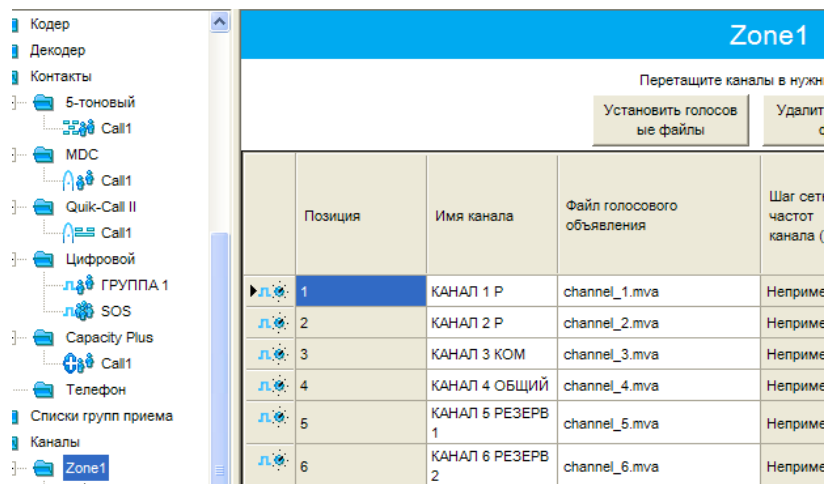 Кодер
Декодер
Контакты
5-тоновый
Call1
MDC
Call1
Quik-Call II
Call1
Цифровой
ГРУППА 1
SOS
Capacity Plus
Call1
Телефон
Списки групп приема
Каналы
Zone1
Zone1
Перетащите каналы в нужн
Установить голосов
ые файлы
Удалит
Позиция
Имя канала
Файл голосового
объявления
Шаг сетк
частот
канала (
1
КАНАЛ 1 Р
channel_1.mva
Неприме
2
КАНАЛ 2 Р
channel_2.mva
Неприме
3
КАНАЛ 3 КОМ
channel_3.mva
Неприме
4
КАНАЛ 4 ОБЩИЙ
channel_4.mva
Неприме
5
КАНАЛ 5 РЕЗЕРВ
1
channel_5.mva
Неприме
6
КАНАЛ 6 РЕЗЕРВ
2
channel_6.mva
Неприме